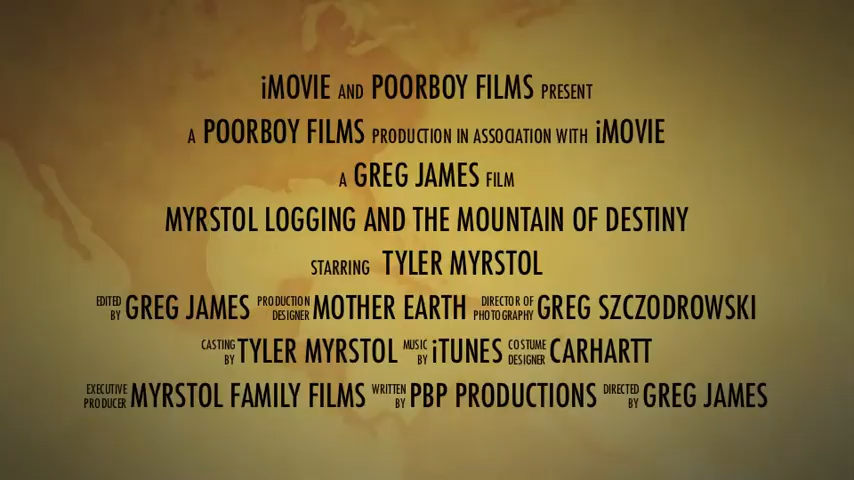 iMOVIE AND POORBOY FILMS PRESENT
A POORBOY FILMS PRODUCTION IN ASSOCIATION WITH iMOVIE
A GREG JAMES FILM
MYRSTOL LOGGING AND THE MOUNTAIN OF DESTINY
STARRING TYLER MYRSTOL
EDITED BY GREG JAMES PRODUCTION DESIGNER MOTHER EARTH DIRECTOR OF PHOTOGRAPHY GREG SZCZODROWSKI
CASTING BY TYLER MYRSTOL MUSIC BY iTUNES COSTUME DESIGNER CARHARTT
EXECUTIVE PRODUCER MYRSTOL FAMILY FILMS WRITTEN BY PBP PRODUCTIONS DIRECTED BY GREG JAMES